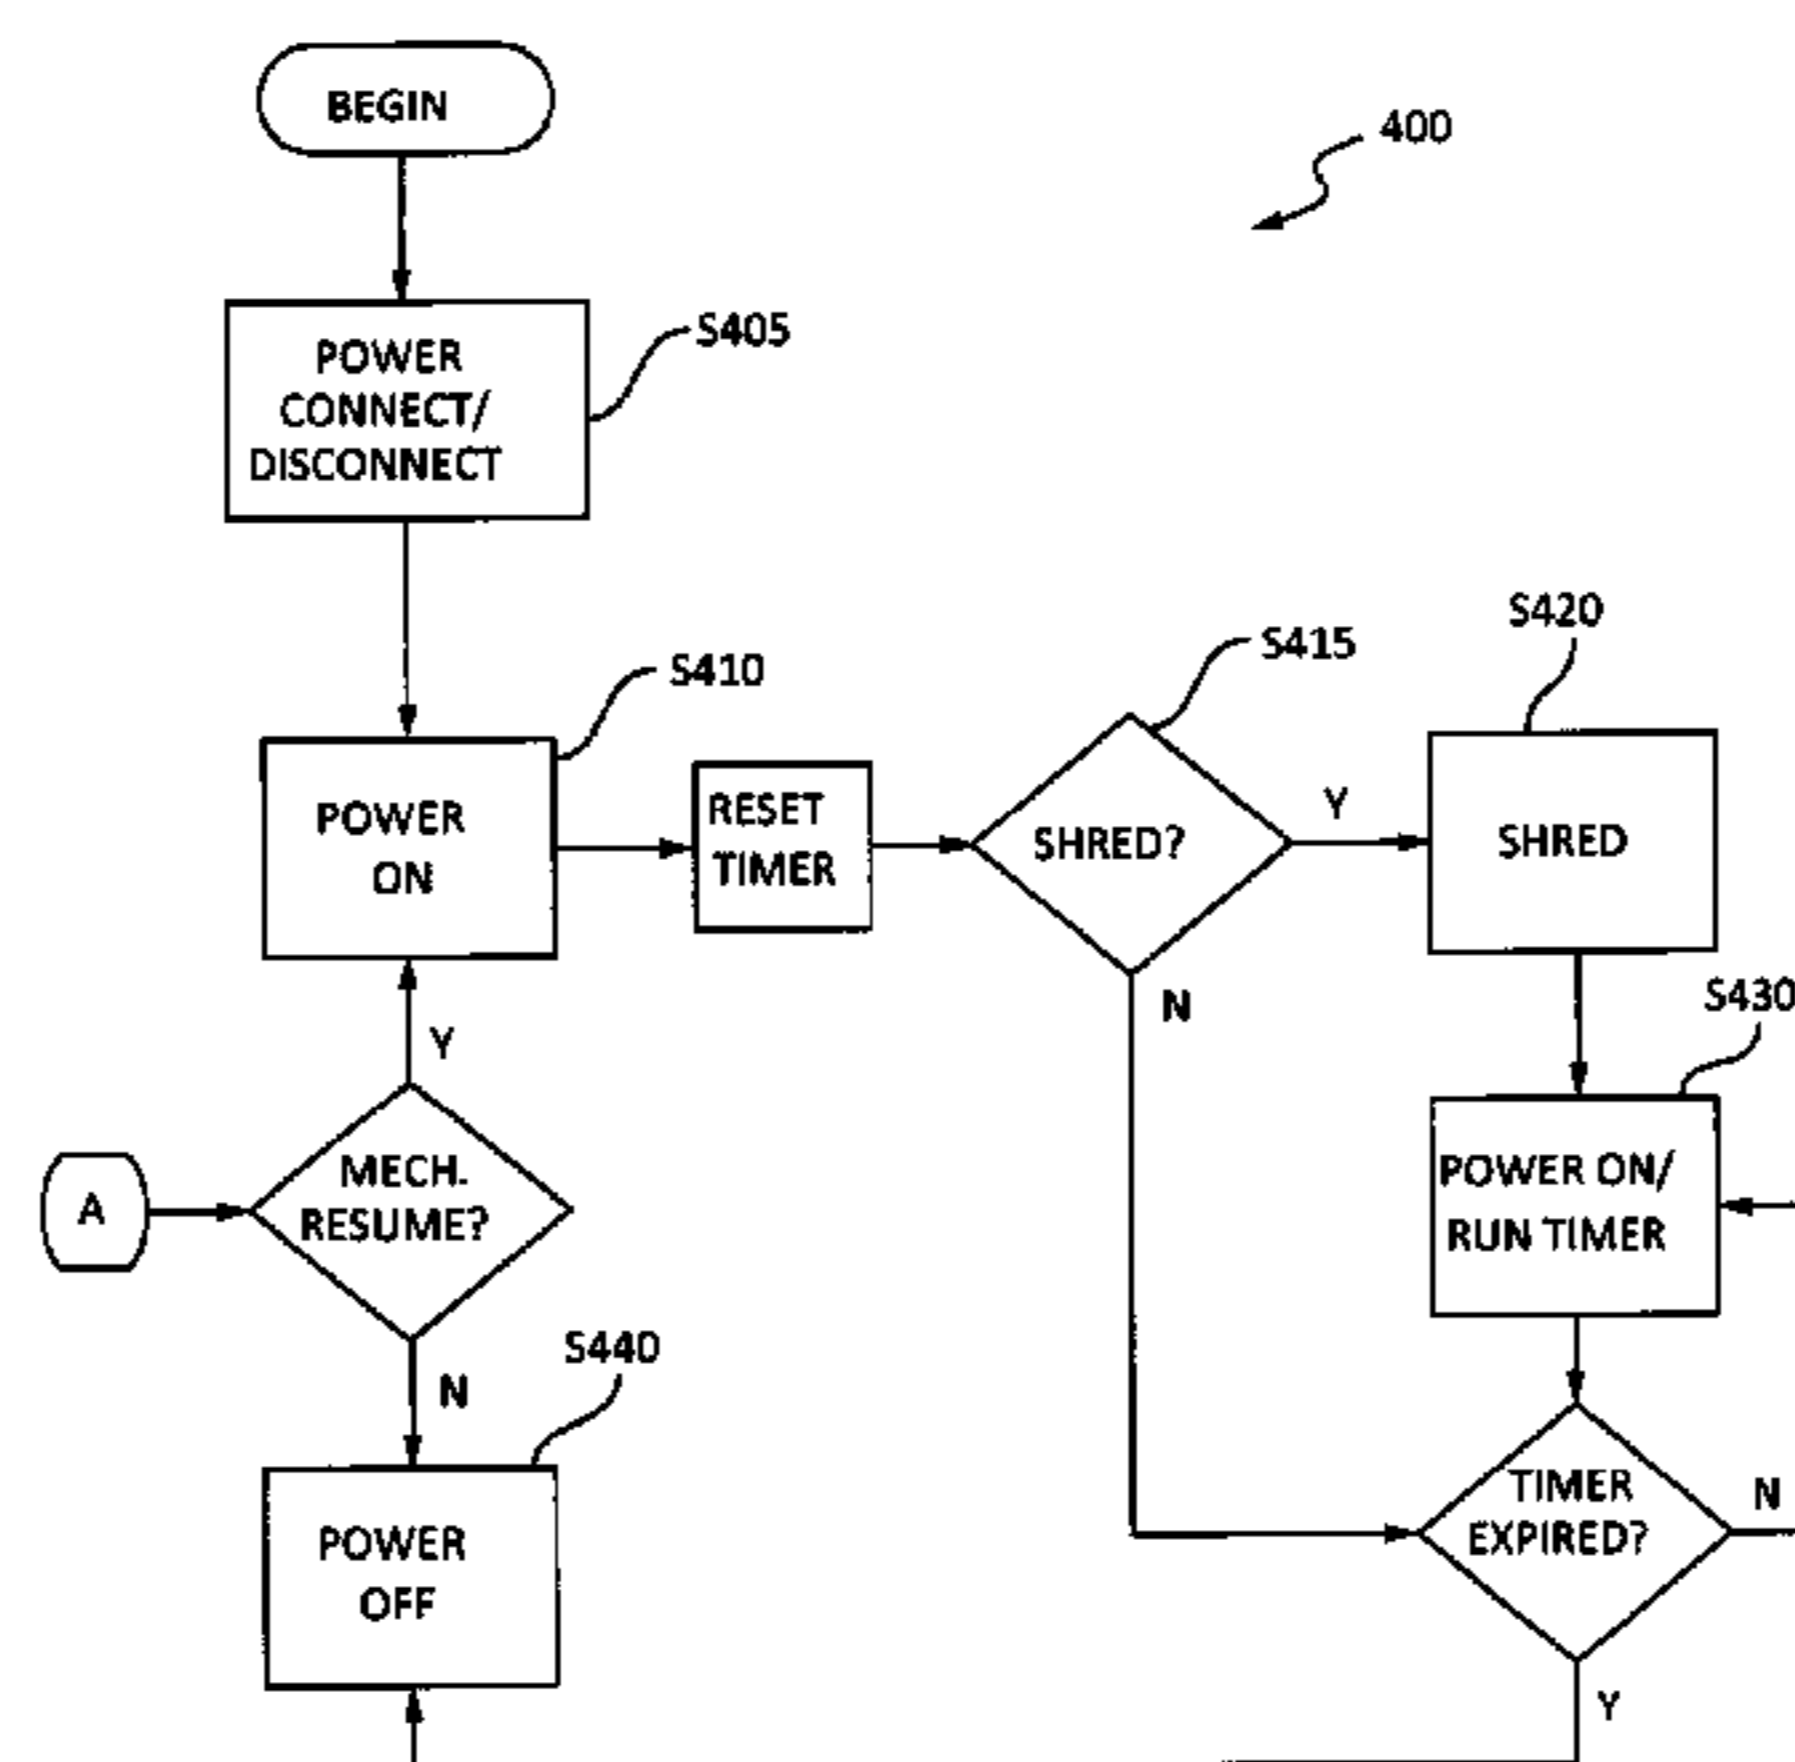 BEGIN
400
POWER
CONNECT/
DISCONNECT
S405
S410
POWER
ON
RESET
TIMER
S415
SHRED?
Y
N
S420
SHRED
S430
POWER ON/
RUN TIMER
Y
A
MECH.
RESUME?
N
S440
POWER
OFF
TIMER
EXPIRED?
N
Y